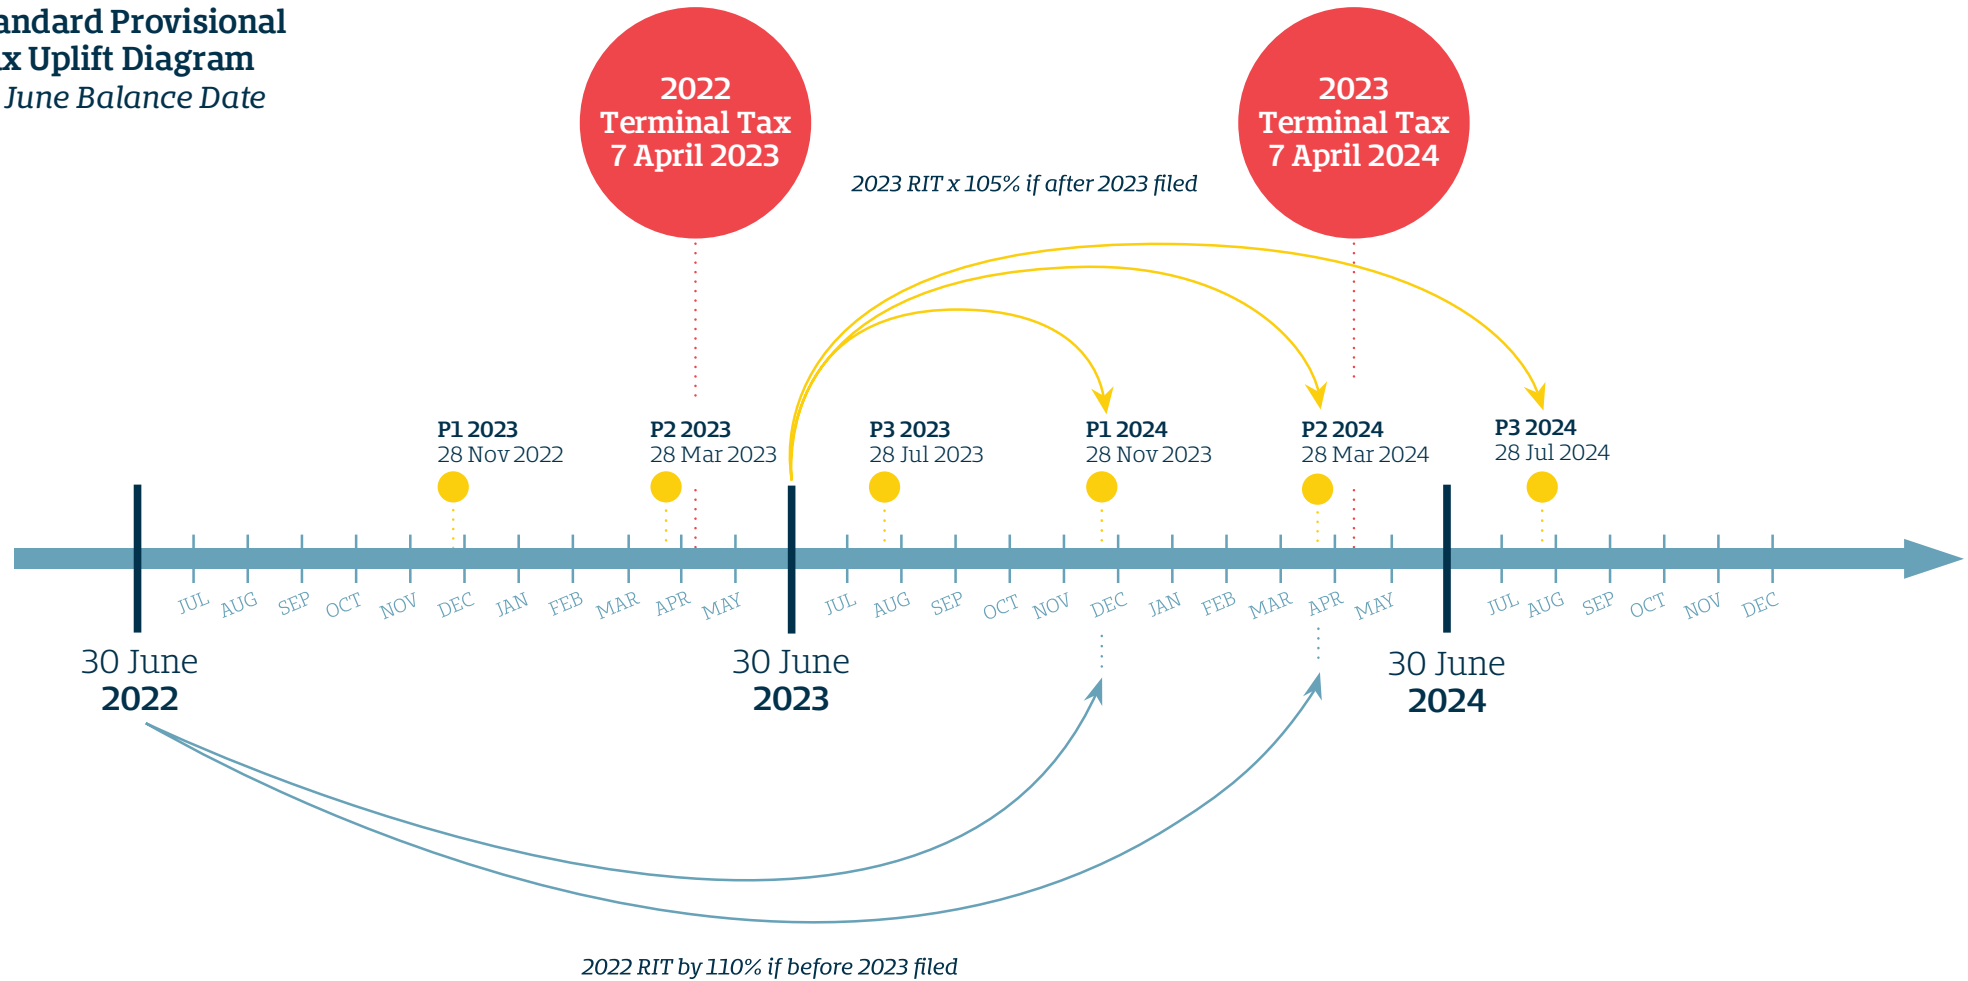 andard Provisional
ax Uplift Diagram
June Balance Date
2022
Terminal Tax
7 April 2023
2023
Terminal Tax
7 April 2024
2023 RIT x 105% if after 2023 filed
P1 2023
28 Nov 2022
P2 2023
28 Mar 2023
P3 2023
28 Jul 2023
P1 2024
28 Nov 2023
P2 2024
28 Mar 2024
P3 2024
28 Jul 2024
JUL AUG SEP OCT NOV DEC JAN FEB MAR APR MAY JUL AUG SEP OCT NOV DEC JAN FEB MAR APR MAY JUL AUG SEP OCT NOV DEC
30 June
2022
30 June
2023
30 June
2024
2022 RIT by 110% if before 2023 filed